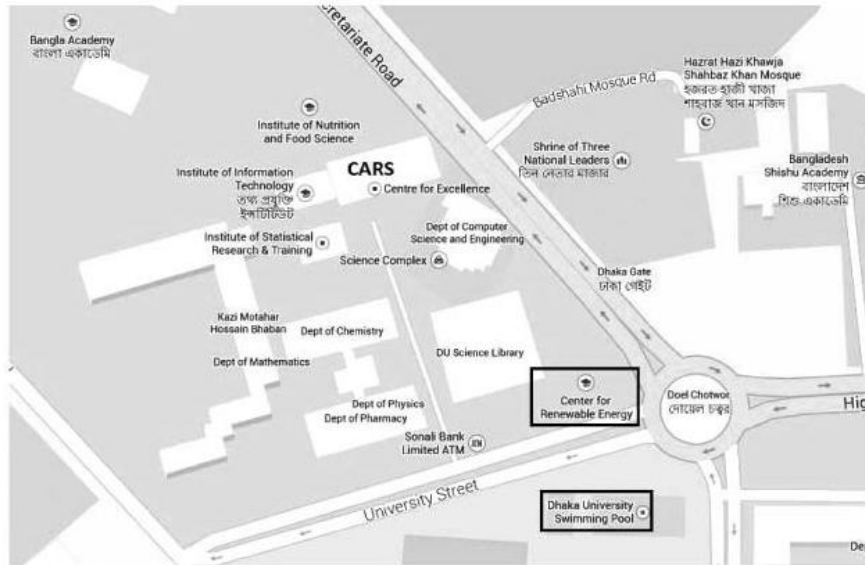 Bangla Academy
বাংলা একাডেমি
cretariate Road
Badshahi Mosque Rd
Hazrat Hazi Khawja
Shahbaz Khan Mosque
হজরত হাজী খাজা
শাহবাজ খান মসজিদ
Institute of Nutrition
and Food Science
Shrine of Three
National Leaders
তিন নেতার মাজার
Bangladesh
Shishu Academy
বাংলাদেশ
শিশু একাডেমি
CARS
Centre for Excellence
Institute of Information
Technology
তথ্য প্রযুক্তি
ইন্সটিটিউট
Dept of Computer
Science and Engineering
Institute of Statistical
Research & Training
Science Complex
Dhaka Gate
ঢাকা গেইট
Kazi Motahar
Hossain Bhaban
Dept of Chemistry
Dept of Mathematics
DU Science Library
Center for
Renewable Energy
Doel Chotwor
দোয়েল চত্বর
Hig
Dept of Physics
Dept of Pharmacy
Sonali Bank
Limited ATM
University Street
Dhaka University
Swimming Pool
De